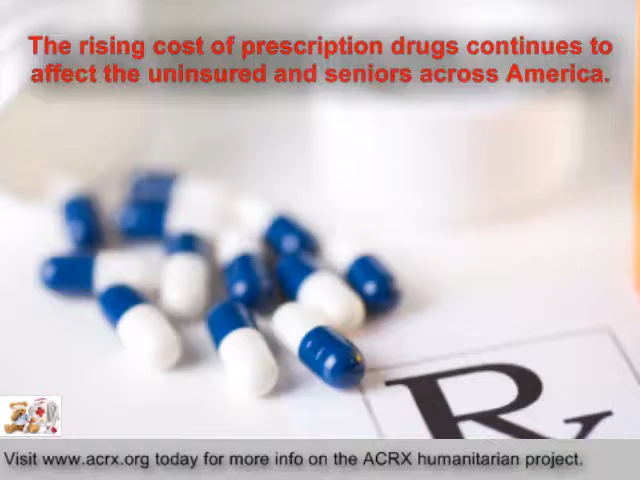 The rising cost of prescription drugs continues to
affect the uninsured and seniors across America.
R
Visit www.acrx.org today for more info on the ACRX humanitarian project.